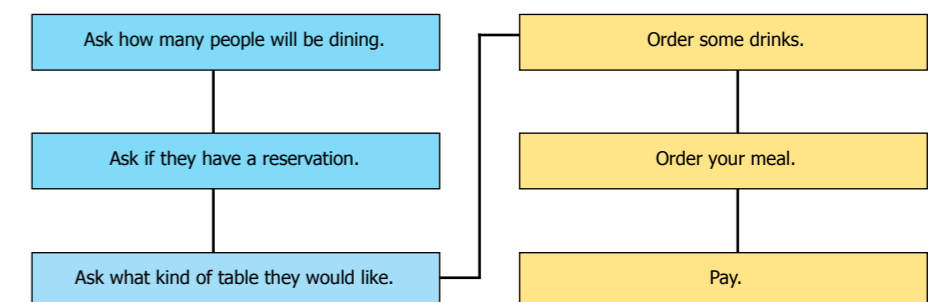 Ask how many people will be dining.
Ask if they have a reservation.
Ask what kind of table they would like.
Order some drinks.
Order your meal.
Pay.